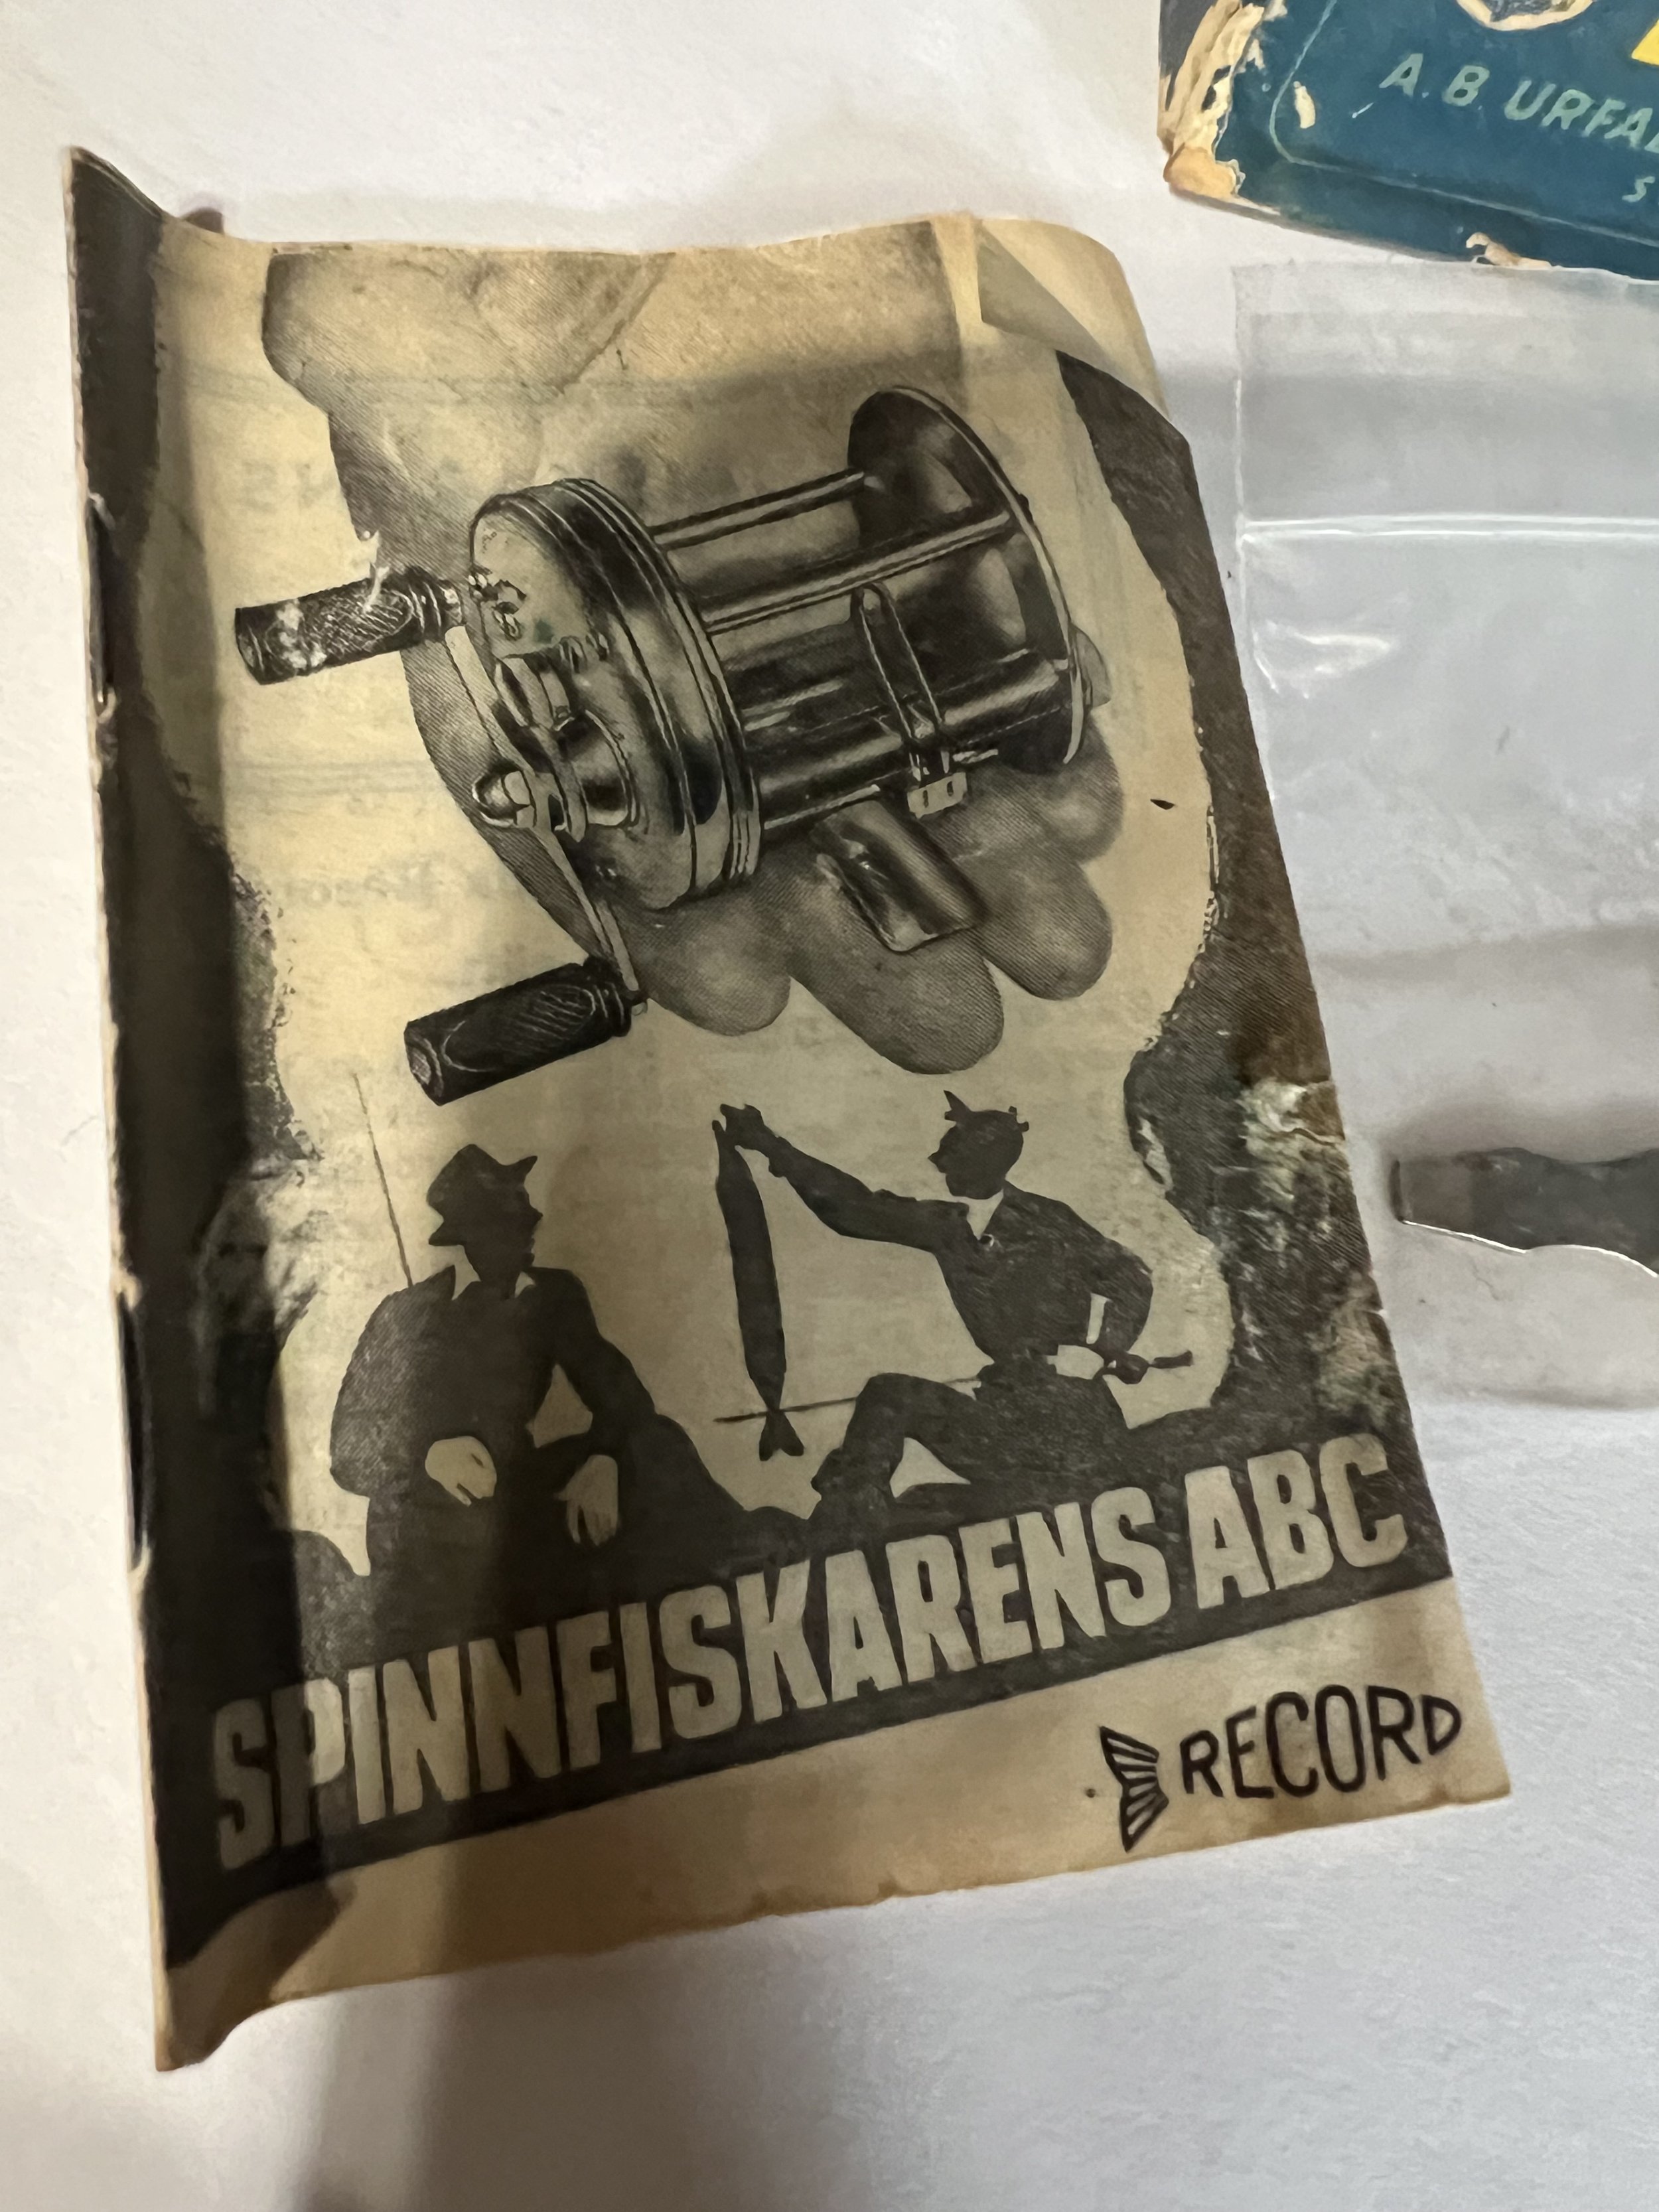 A.B. URFA
S
SPINNFISKARENS ABC
RECORD